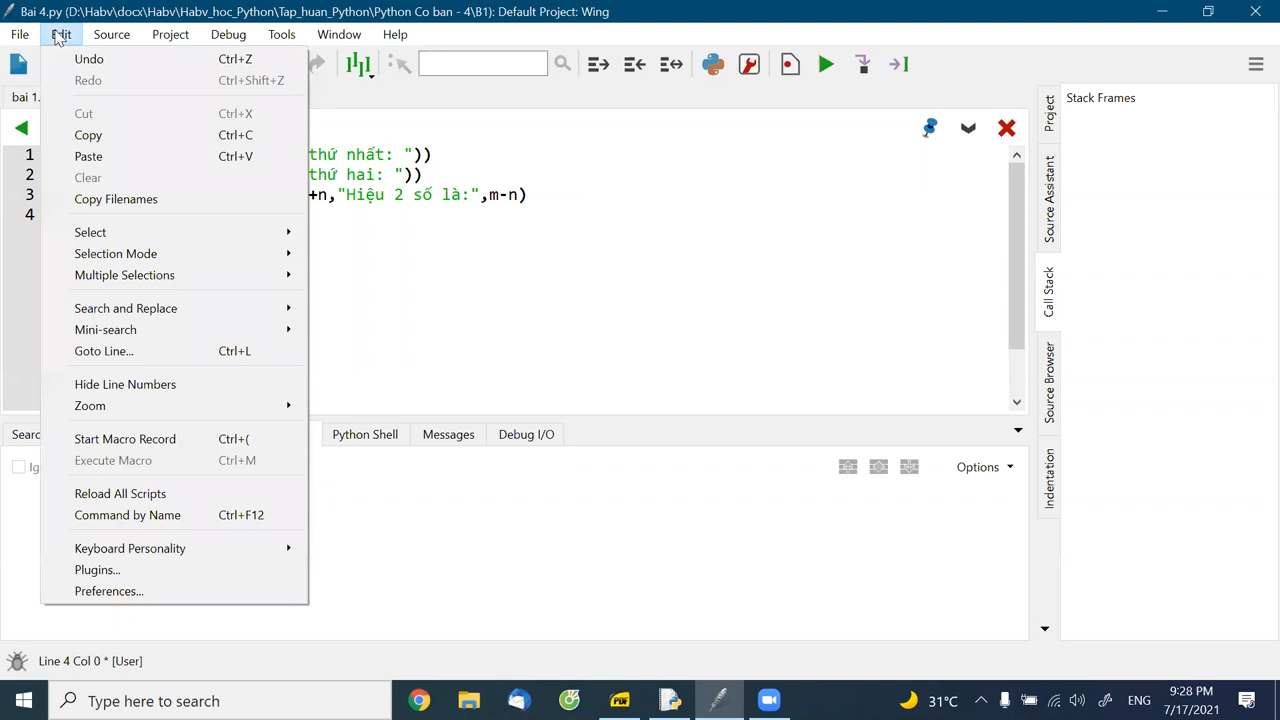 Bai 4.py (D:\Habv\docx\Habv\Habv_hoc_Python\Tap_huan_Python\Python Co ban - 4\B1): Default Project: Wing
File Edit Source Project Debug Tools Window Help
Undo Ctrl+Z
Redo Ctrl+Shift+Z
Cut Ctrl+X
Copy Ctrl+C
Paste Ctrl+V
Clear
Copy Filenames
Select
Selection Mode
Multiple Selections
Search and Replace
Mini-search
Goto Line... Ctrl+L
Hide Line Numbers
Zoom
Start Macro Record Ctrl+(
Execute Macro Ctrl+M
Reload All Scripts
Command by Name Ctrl+F12
Keyboard Personality
Plugins...
Preferences...
bai 1.
1 thứ nhất: "))
2 thứ hai: "))
3 +n,"Hiệu 2 số là:",m-n)
4
Searc Python Shell Messages Debug I/O
Ig
Options
Project
Source Assistant
Call Stack
Source Browser
Indentation
Stack Frames
Line 4 Col 0 * [User]
Type here to search
PDF
31°C
ENG
9:28 PM
7/17/2021